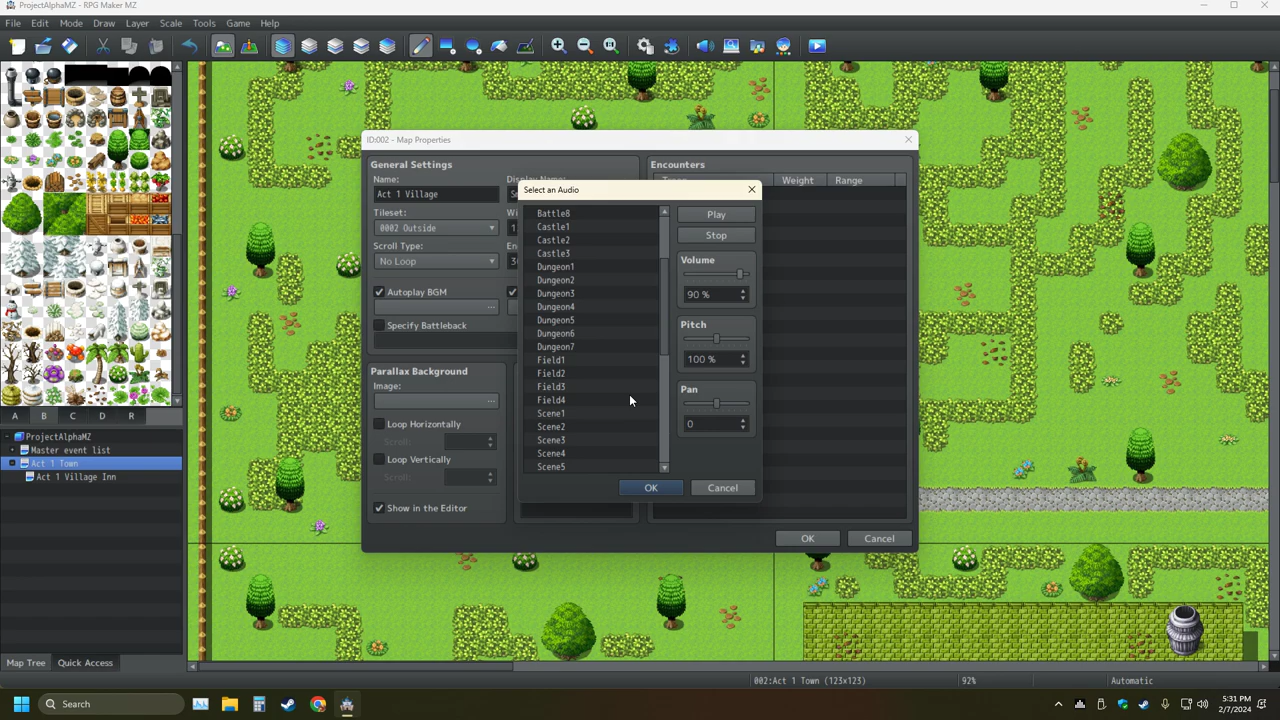 ProjectAlphaMZ - RPG Maker MZ
File Edit Mode Draw Layer Scale Tools Game Help
ID:002 - Map Properties
General Settings
Encounters
Name:
Display Name:
Weight
Range
Act 1 Village
Tileset:
0002 Outside
Scroll Type:
No Loop
Autoplay BGM
Specify Battleback
Parallax Background
Image:
Loop Horizontally
Scroll:
Loop Vertically
Scroll:
Show in the Editor
OK
Cancel
Select an Audio
Battle8
Castle1
Castle2
Castle3
Dungeon1
Dungeon2
Dungeon3
Dungeon4
Dungeon5
Dungeon6
Dungeon7
Field1
Field2
Field3
Field4
Scene1
Scene2
Scene3
Scene4
Scene5
Play
Stop
Volume
90 %
Pitch
100 %
Pan
0
OK
Cancel
A B C D R
ProjectAlphaMZ
Master event list
Act 1 Town
Act 1 Village Inn
Map Tree
Quick Access
002:Act 1 Town (123x123)
92%
Automatic
Search
5:31 PM
2/7/2024